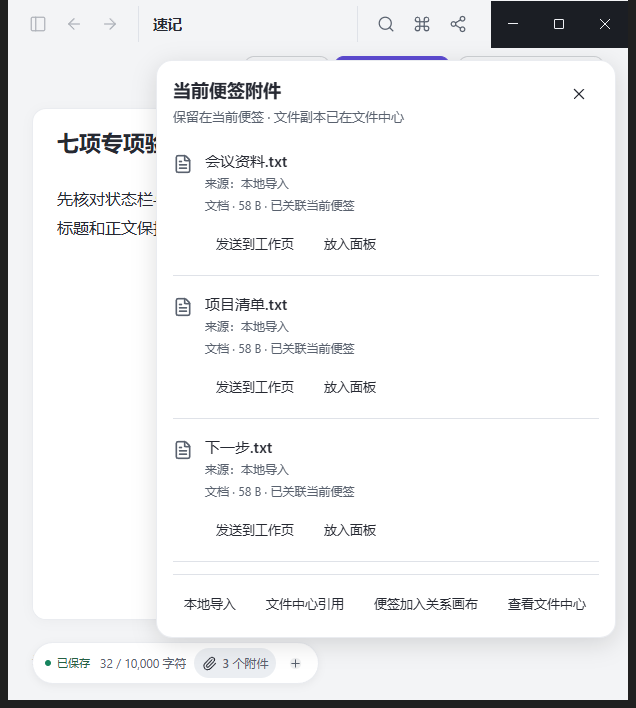 速记
当前便签附件
保留在当前便签 · 文件副本已在文件中心
七项专项
先核对状态栏
标题和正文保
会议资料.txt
来源：本地导入
文档 · 58 B · 已关联当前便签
发送到工作页 放入面板
项目清单.txt
来源：本地导入
文档 · 58 B · 已关联当前便签
发送到工作页 放入面板
下一步.txt
来源：本地导入
文档 · 58 B · 已关联当前便签
发送到工作页 放入面板
本地导入 文件中心引用 便签加入关系画布 查看文件中心
已保存 32 / 10,000 字符 3 个附件